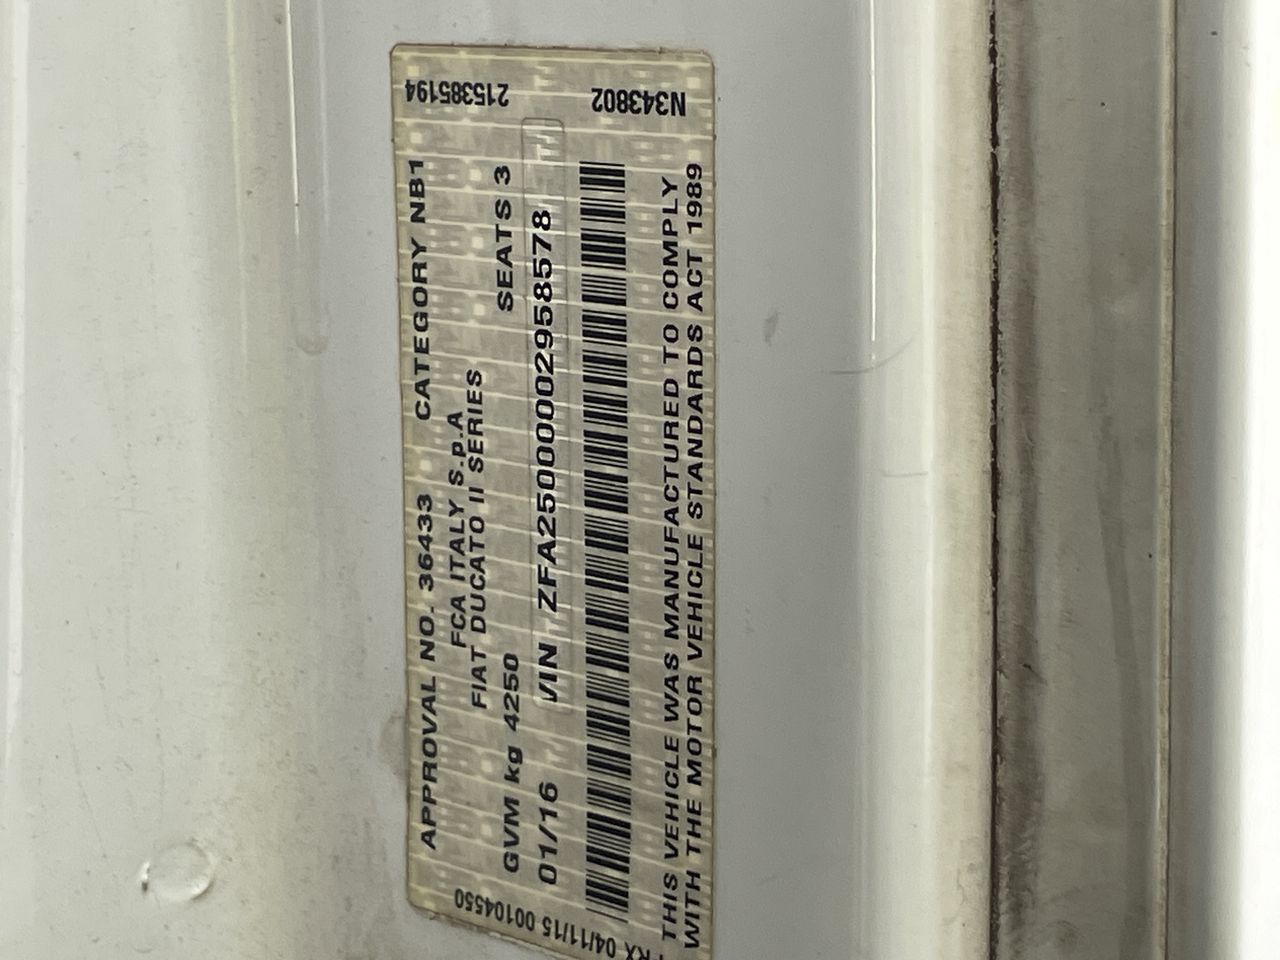 215385194
N343802
APPROVAL NO. 36433 CATEGORY NB1
FCA ITALY S.p.A
FIAT DUCATO II SERIES
GVM kg 4250 SEATS 3
01/16 VIN ZFA25000002958578
THIS VEHICLE WAS MANUFACTURED TO COMPLY
WITH THE MOTOR VEHICLE STANDARDS ACT 1989
04/11/15 00104550